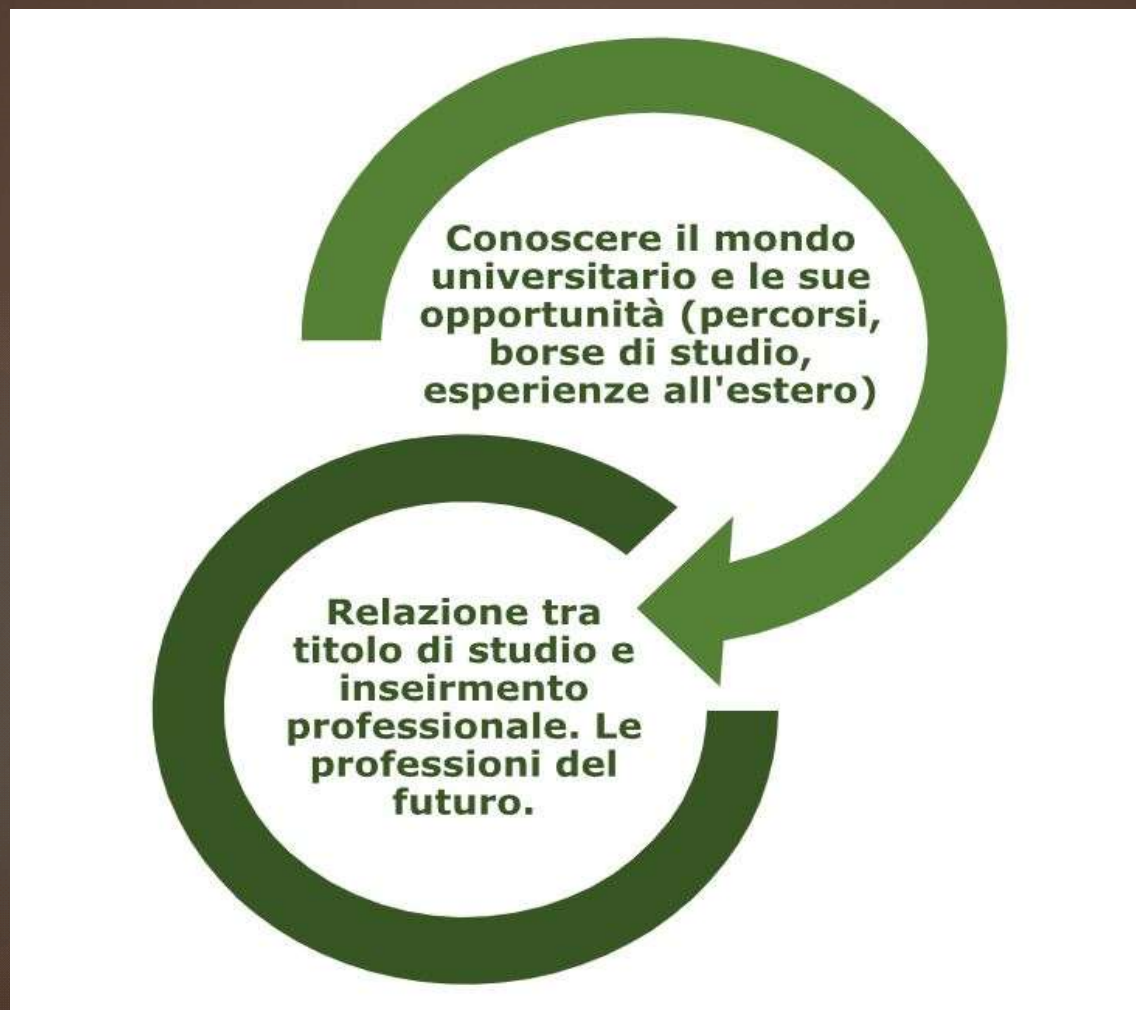 Conoscere il mondo
universitario e le sue
opportunità (percorsi,
borse di studio,
esperienze all'estero)
Relazione tra
titolo di studio e
inseirmento
professionale. Le
professioni del
futuro.